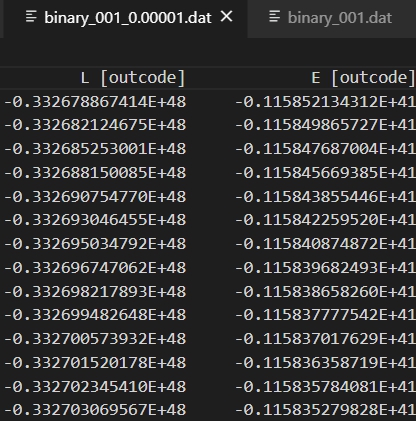 binary_001_0.00001.dat × binary_001.dat
L [outcode] E [outcode]
-0.332678867414E+48 -0.115852134312E+41
-0.332682124675E+48 -0.115849865727E+41
-0.332685253001E+48 -0.115847687004E+41
-0.332688150085E+48 -0.115845669385E+41
-0.332690754770E+48 -0.115843855446E+41
-0.332693046455E+48 -0.115842259520E+41
-0.332695034792E+48 -0.115840874872E+41
-0.332696747062E+48 -0.115839682493E+41
-0.332698217893E+48 -0.115838658260E+41
-0.332699482648E+48 -0.115837777542E+41
-0.332700573932E+48 -0.115837017629E+41
-0.332701520178E+48 -0.115836358719E+41
-0.332702345410E+48 -0.115835784081E+41
-0.332703069567E+48 -0.115835279828E+41